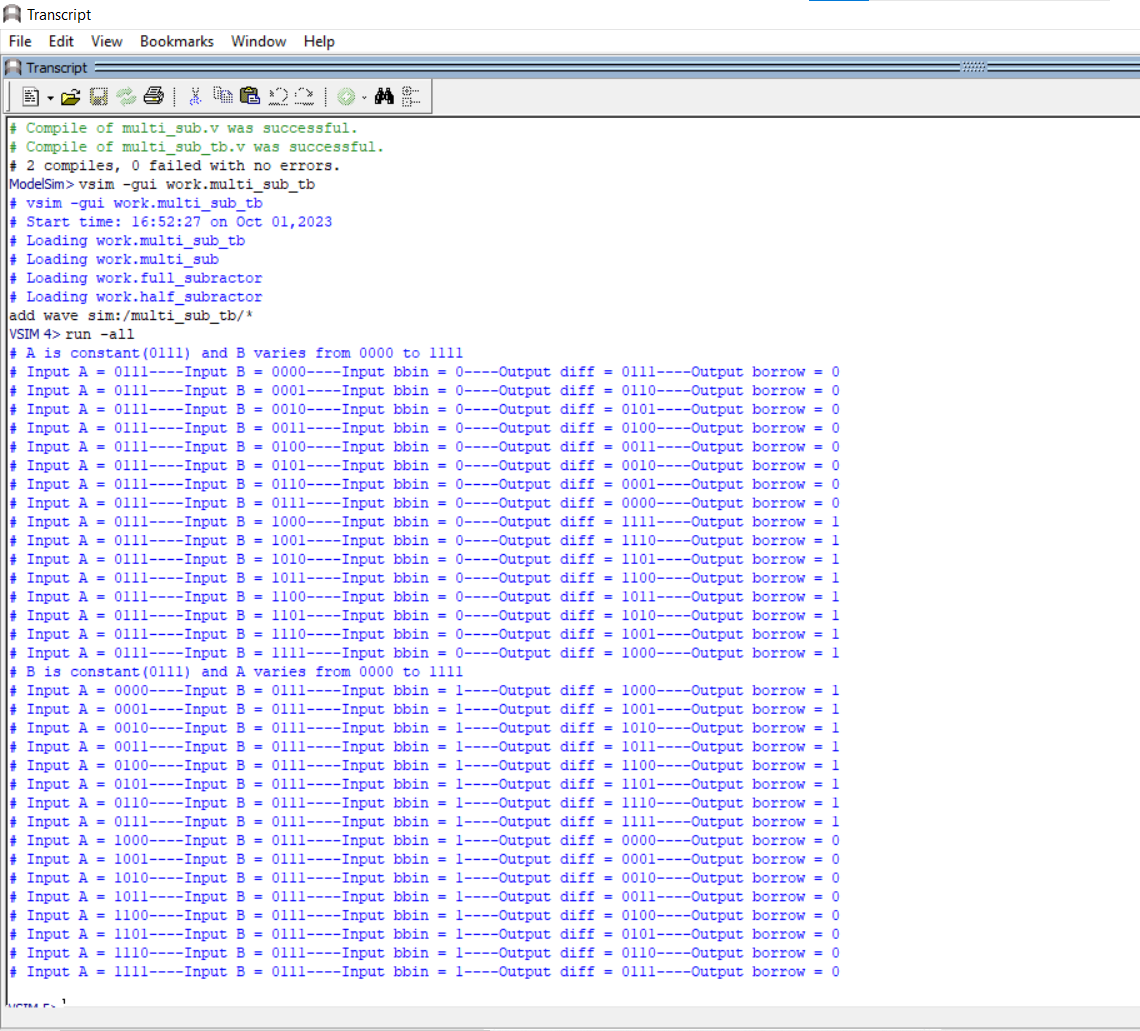 Transcript
File Edit View Bookmarks Window Help
Transcript
# Compile of multi_sub.v was successful.
# Compile of multi_sub_tb.v was successful.
# 2 compiles, 0 failed with no errors.
ModelSim> vsim -gui work.multi_sub_tb
# vsim -gui work.multi_sub_tb
# Start time: 16:52:27 on Oct 01,2023
# Loading work.multi_sub_tb
# Loading work.multi_sub
# Loading work.full_subractor
# Loading work.half_subractor
add wave sim:/multi_sub_tb/*
VSIM 4> run -all
# A is constant(0111) and B varies from 0000 to 1111
# Input A = 0111----Input B = 0000----Input bbin = 0----Output diff = 0111----Output borrow = 0
# Input A = 0111----Input B = 0001----Input bbin = 0----Output diff = 0110----Output borrow = 0
# Input A = 0111----Input B = 0010----Input bbin = 0----Output diff = 0101----Output borrow = 0
# Input A = 0111----Input B = 0011----Input bbin = 0----Output diff = 0100----Output borrow = 0
# Input A = 0111----Input B = 0100----Input bbin = 0----Output diff = 0011----Output borrow = 0
# Input A = 0111----Input B = 0101----Input bbin = 0----Output diff = 0010----Output borrow = 0
# Input A = 0111----Input B = 0110----Input bbin = 0----Output diff = 0001----Output borrow = 0
# Input A = 0111----Input B = 0111----Input bbin = 0----Output diff = 0000----Output borrow = 0
# Input A = 0111----Input B = 1000----Input bbin = 0----Output diff = 1111----Output borrow = 1
# Input A = 0111----Input B = 1001----Input bbin = 0----Output diff = 1110----Output borrow = 1
# Input A = 0111----Input B = 1010----Input bbin = 0----Output diff = 1101----Output borrow = 1
# Input A = 0111----Input B = 1011----Input bbin = 0----Output diff = 1100----Output borrow = 1
# Input A = 0111----Input B = 1100----Input bbin = 0----Output diff = 1011----Output borrow = 1
# Input A = 0111----Input B = 1101----Input bbin = 0----Output diff = 1010----Output borrow = 1
# Input A = 0111----Input B = 1110----Input bbin = 0----Output diff = 1001----Output borrow = 1
# Input A = 0111----Input B = 1111----Input bbin = 0----Output diff = 1000----Output borrow = 1
# B is constant(0111) and A varies from 0000 to 1111
# Input A = 0000----Input B = 0111----Input bbin = 1----Output diff = 1000----Output borrow = 1
# Input A = 0001----Input B = 0111----Input bbin = 1----Output diff = 1001----Output borrow = 1
# Input A = 0010----Input B = 0111----Input bbin = 1----Output diff = 1010----Output borrow = 1
# Input A = 0011----Input B = 0111----Input bbin = 1----Output diff = 1011----Output borrow = 1
# Input A = 0100----Input B = 0111----Input bbin = 1----Output diff = 1100----Output borrow = 1
# Input A = 0101----Input B = 0111----Input bbin = 1----Output diff = 1101----Output borrow = 1
# Input A = 0110----Input B = 0111----Input bbin = 1----Output diff = 1110----Output borrow = 1
# Input A = 0111----Input B = 0111----Input bbin = 1----Output diff = 1111----Output borrow = 1
# Input A = 1000----Input B = 0111----Input bbin = 1----Output diff = 0000----Output borrow = 0
# Input A = 1001----Input B = 0111----Input bbin = 1----Output diff = 0001----Output borrow = 0
# Input A = 1010----Input B = 0111----Input bbin = 1----Output diff = 0010----Output borrow = 0
# Input A = 1011----Input B = 0111----Input bbin = 1----Output diff = 0011----Output borrow = 0
# Input A = 1100----Input B = 0111----Input bbin = 1----Output diff = 0100----Output borrow = 0
# Input A = 1101----Input B = 0111----Input bbin = 1----Output diff = 0101----Output borrow = 0
# Input A = 1110----Input B = 0111----Input bbin = 1----Output diff = 0110----Output borrow = 0
# Input A = 1111----Input B = 0111----Input bbin = 1----Output diff = 0111----Output borrow = 0
VSIM 5>